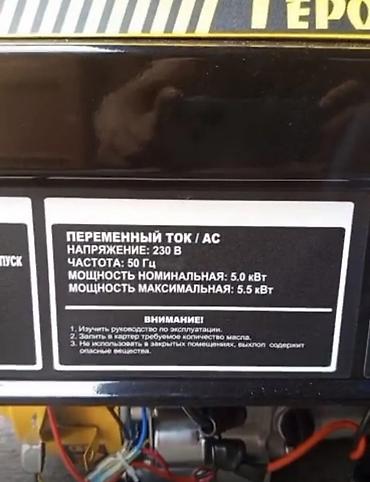 ГЕРО
ПУСК
ПЕРЕМЕННЫЙ ТОК / AC
НАПРЯЖЕНИЕ: 230 В
ЧАСТОТА: 50 Гц
МОЩНОСТЬ НОМИНАЛЬНАЯ: 5.0 кВт
МОЩНОСТЬ МАКСИМАЛЬНАЯ: 5.5 кВт
ВНИМАНИЕ!
1. Изучить руководство по эксплуатации.
2. Залить в картер требуемое количество масла.
3. Не использовать в закрытых помещениях, выхлоп содержит
опасные вещества.